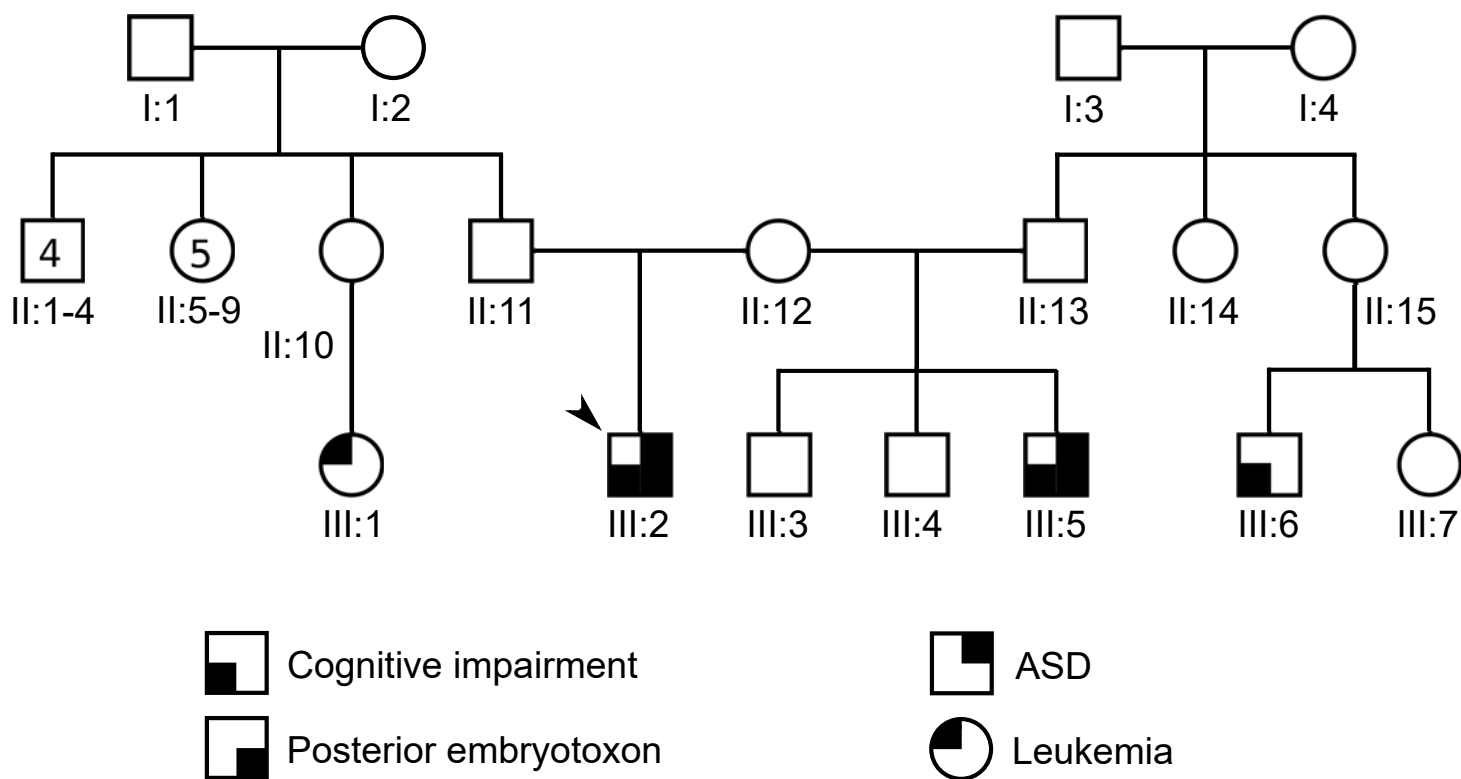 I:1 I:2 I:3 I:4
4 5
II:1-4 II:5-9 II:10 II:11 II:12 II:13 II:14 II:15
III:1 III:2 III:3 III:4 III:5 III:6 III:7
Cognitive impairment ASD
Posterior embryotoxon Leukemia